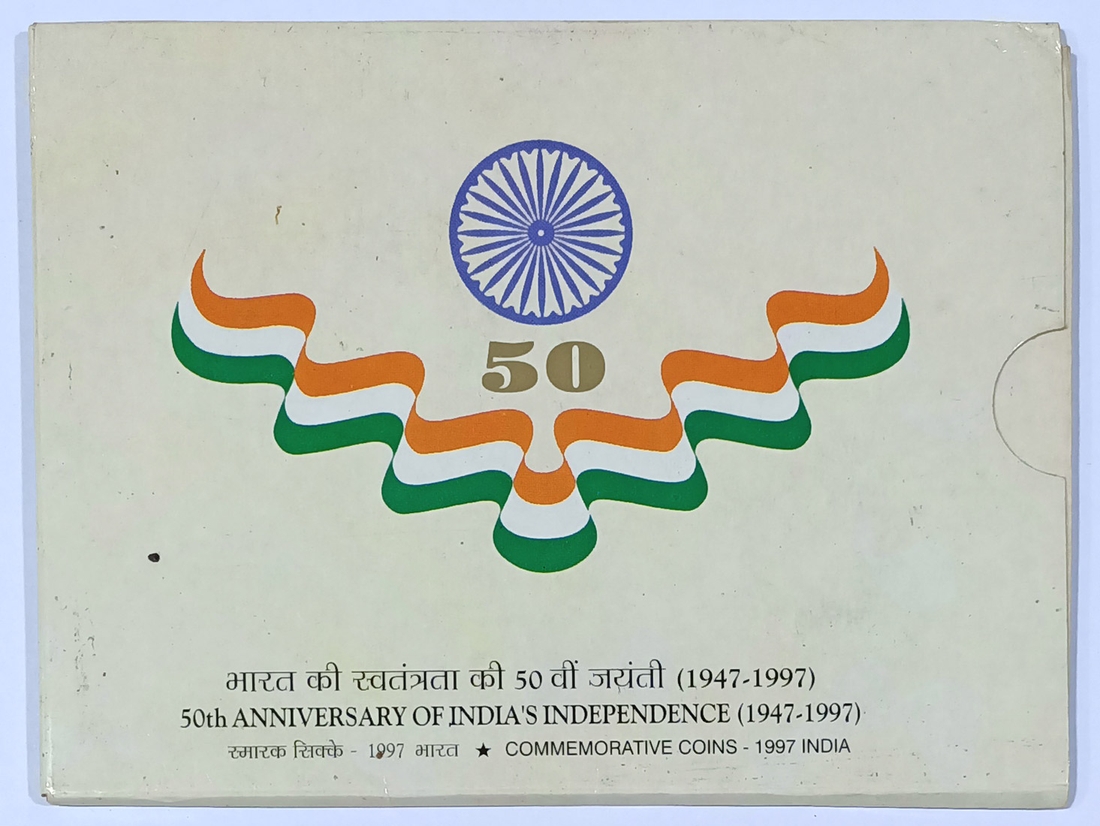 50
भारत की स्वतंत्रता की 50 वीं जयंती (1947-1997)
50th ANNIVERSARY OF INDIA'S INDEPENDENCE (1947-1997)
स्मारक सिक्के - 1997 भारत ★ COMMEMORATIVE COINS - 1997 INDIA